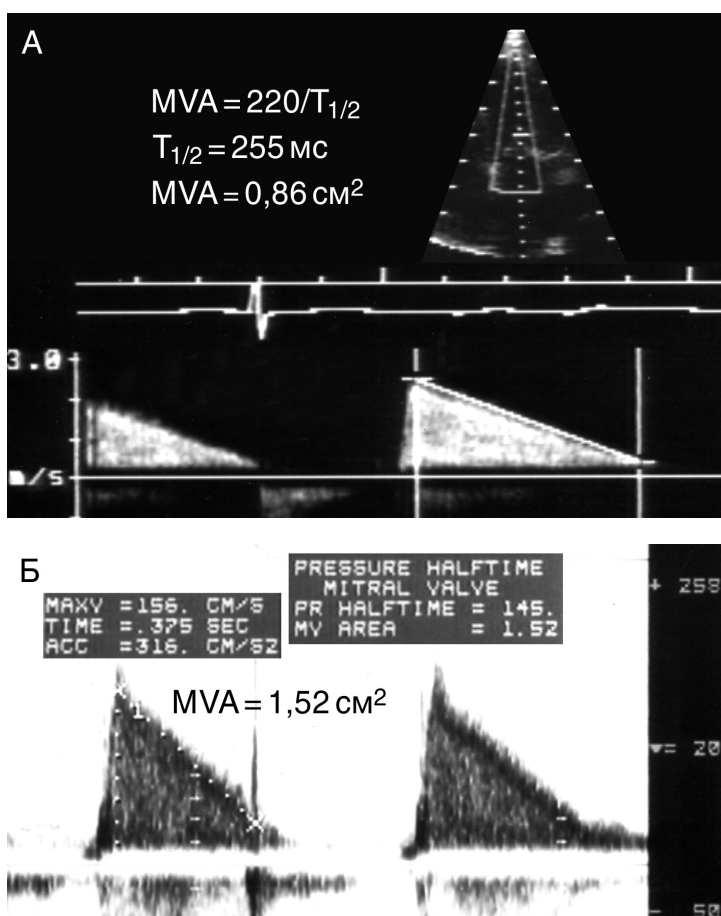 А
MVA = 220/T1/2
T1/2 = 255 мс
MVA = 0,86 см²
3.0
m/s
Б
MAXV =156. CM/S
TIME =.375 SEC
ACC =316. CM/S2
PRESSURE HALFTIME
MITRAL VALVE
PR HALFTIME = 145.
MV AREA = 1.52
258
MVA = 1,52 см²
1
= 20
50